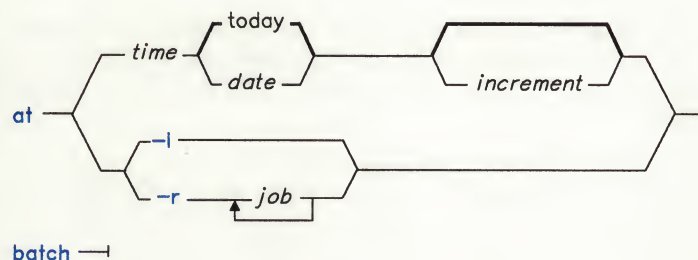 today
time
date
increment
at
-l
-r
job
batch